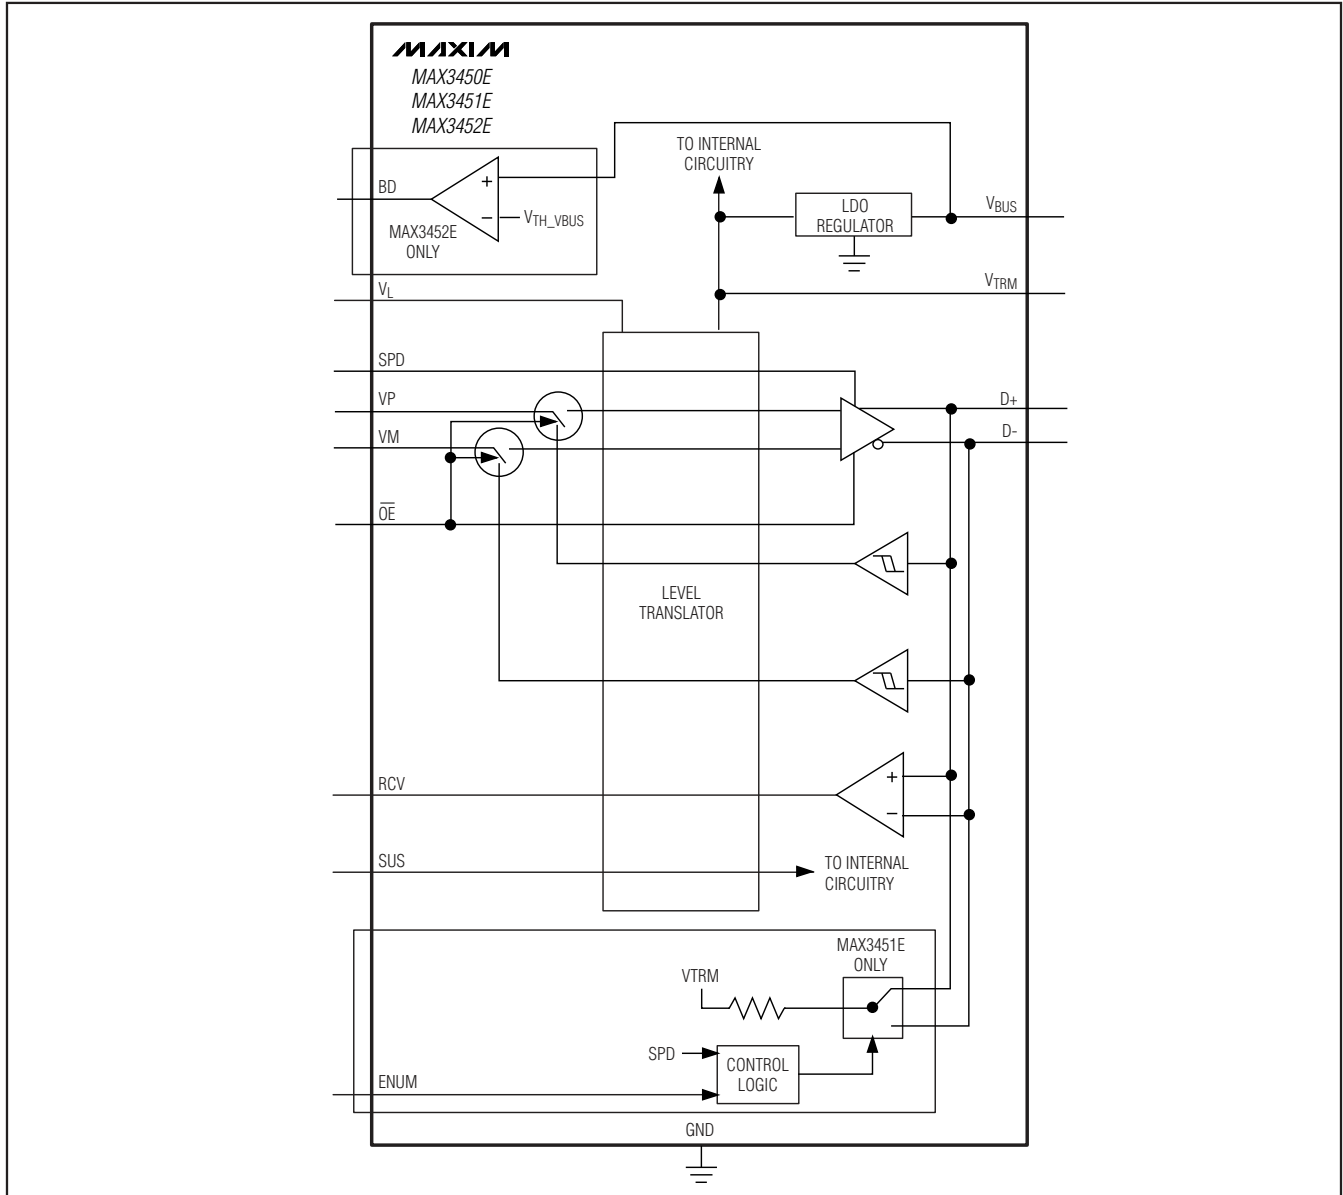 MAXIM
MAX3450E
MAX3451E
MAX3452E
TO INTERNAL
CIRCUITRY
BD
+
−
VTH_VBUS
MAX3452E
ONLY
LDO
REGULATOR
VBUS
VTRM
VL
SPD
VP
VM
OE
D+
D-
LEVEL
TRANSLATOR
RCV
+
−
SUS
TO INTERNAL
CIRCUITRY
MAX3451E
ONLY
VTRM
SPD
CONTROL
LOGIC
ENUM
GND